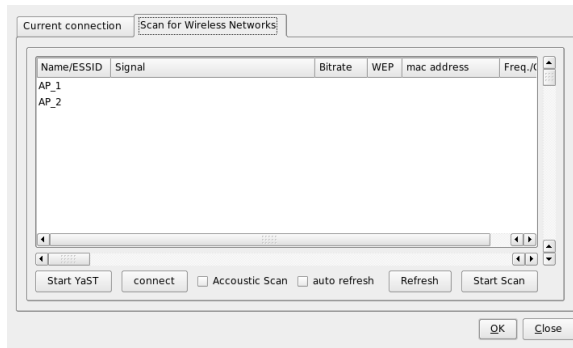 Current connection Scan for Wireless Networks
Name/ESSID Signal Bitrate WEP mac address Freq./C
AP_1
AP_2
Start YaST connect Accoustic Scan auto refresh Refresh Start Scan
OK Close